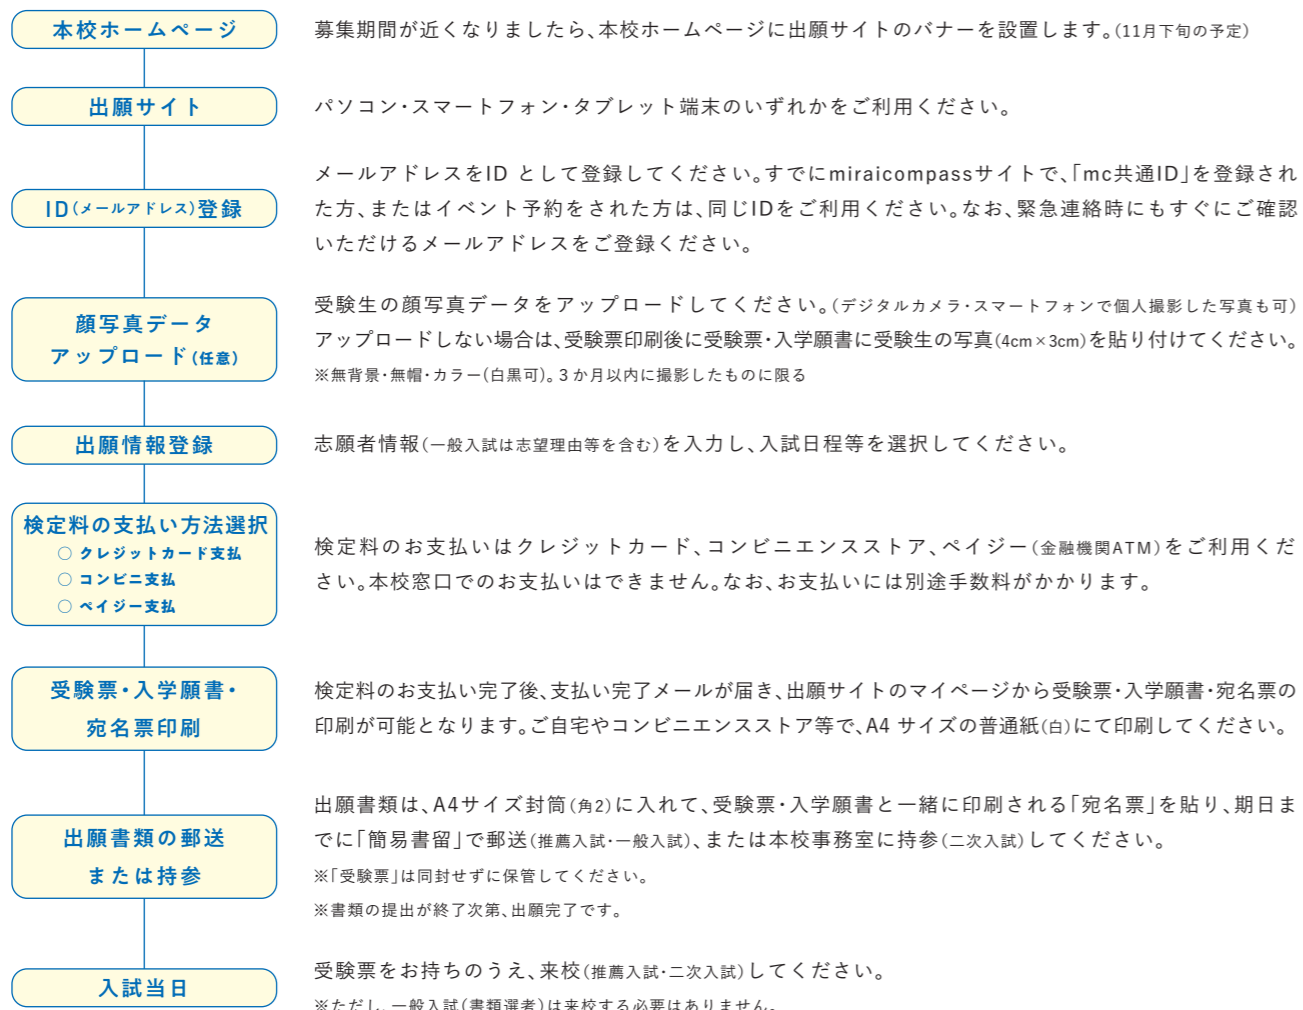 本校ホームページ
募集期間が近くなりましたら、本校ホームページに出願サイトのバナーを設置します。(11月下旬の予定)
出願サイト
パソコン・スマートフォン・タブレット端末のいずれかをご利用ください。
ID(メールアドレス)登録
メールアドレスをID として登録してください。すでにmiraicompassサイトで、「mc共通ID」を登録され
た方、またはイベント予約をされた方は、同じIDをご利用ください。なお、緊急連絡時にもすぐにご確認
いただけるメールアドレスをご登録ください。
顔写真データ
アップロード(任意)
受験生の顔写真データをアップロードしてください。(デジタルカメラ・スマートフォンで個人撮影した写真も可)
アップロードしない場合は、受験票印刷後に受験票・入学願書に受験生の写真(4cm×3cm)を貼り付けてください。
※無背景・無帽・カラー(白黒可)。3か月以内に撮影したものに限る
出願情報登録
志願者情報(一般入試は志望理由等を含む)を入力し、入試日程等を選択してください。
検定料の支払い方法選択
○ クレジットカード支払
○ コンビニ支払
○ ペイジー支払
検定料のお支払いはクレジットカード、コンビニエンスストア、ペイジー(金融機関ATM)をご利用くだ
さい。本校窓口でのお支払いはできません。なお、お支払いには別途手数料がかかります。
受験票・入学願書・
宛名票印刷
検定料のお支払い完了後、支払い完了メールが届き、出願サイトのマイページから受験票・入学願書・宛名票の
印刷が可能となります。ご自宅やコンビニエンスストア等で、A4 サイズの普通紙(白)にて印刷してください。
出願書類の郵送
または持参
出願書類は、A4サイズ封筒(角2)に入れて、受験票・入学願書と一緒に印刷される「宛名票」を貼り、期日ま
でに「簡易書留」で郵送(推薦入試・一般入試)、または本校事務室に持参(二次入試)してください。
※「受験票」は同封せずに保管してください。
※書類の提出が終了次第、出願完了です。
入試当日
受験票をお持ちのうえ、来校(推薦入試・二次入試)してください。
※ただし、一般入試(書類選考)は来校する必要はありません。